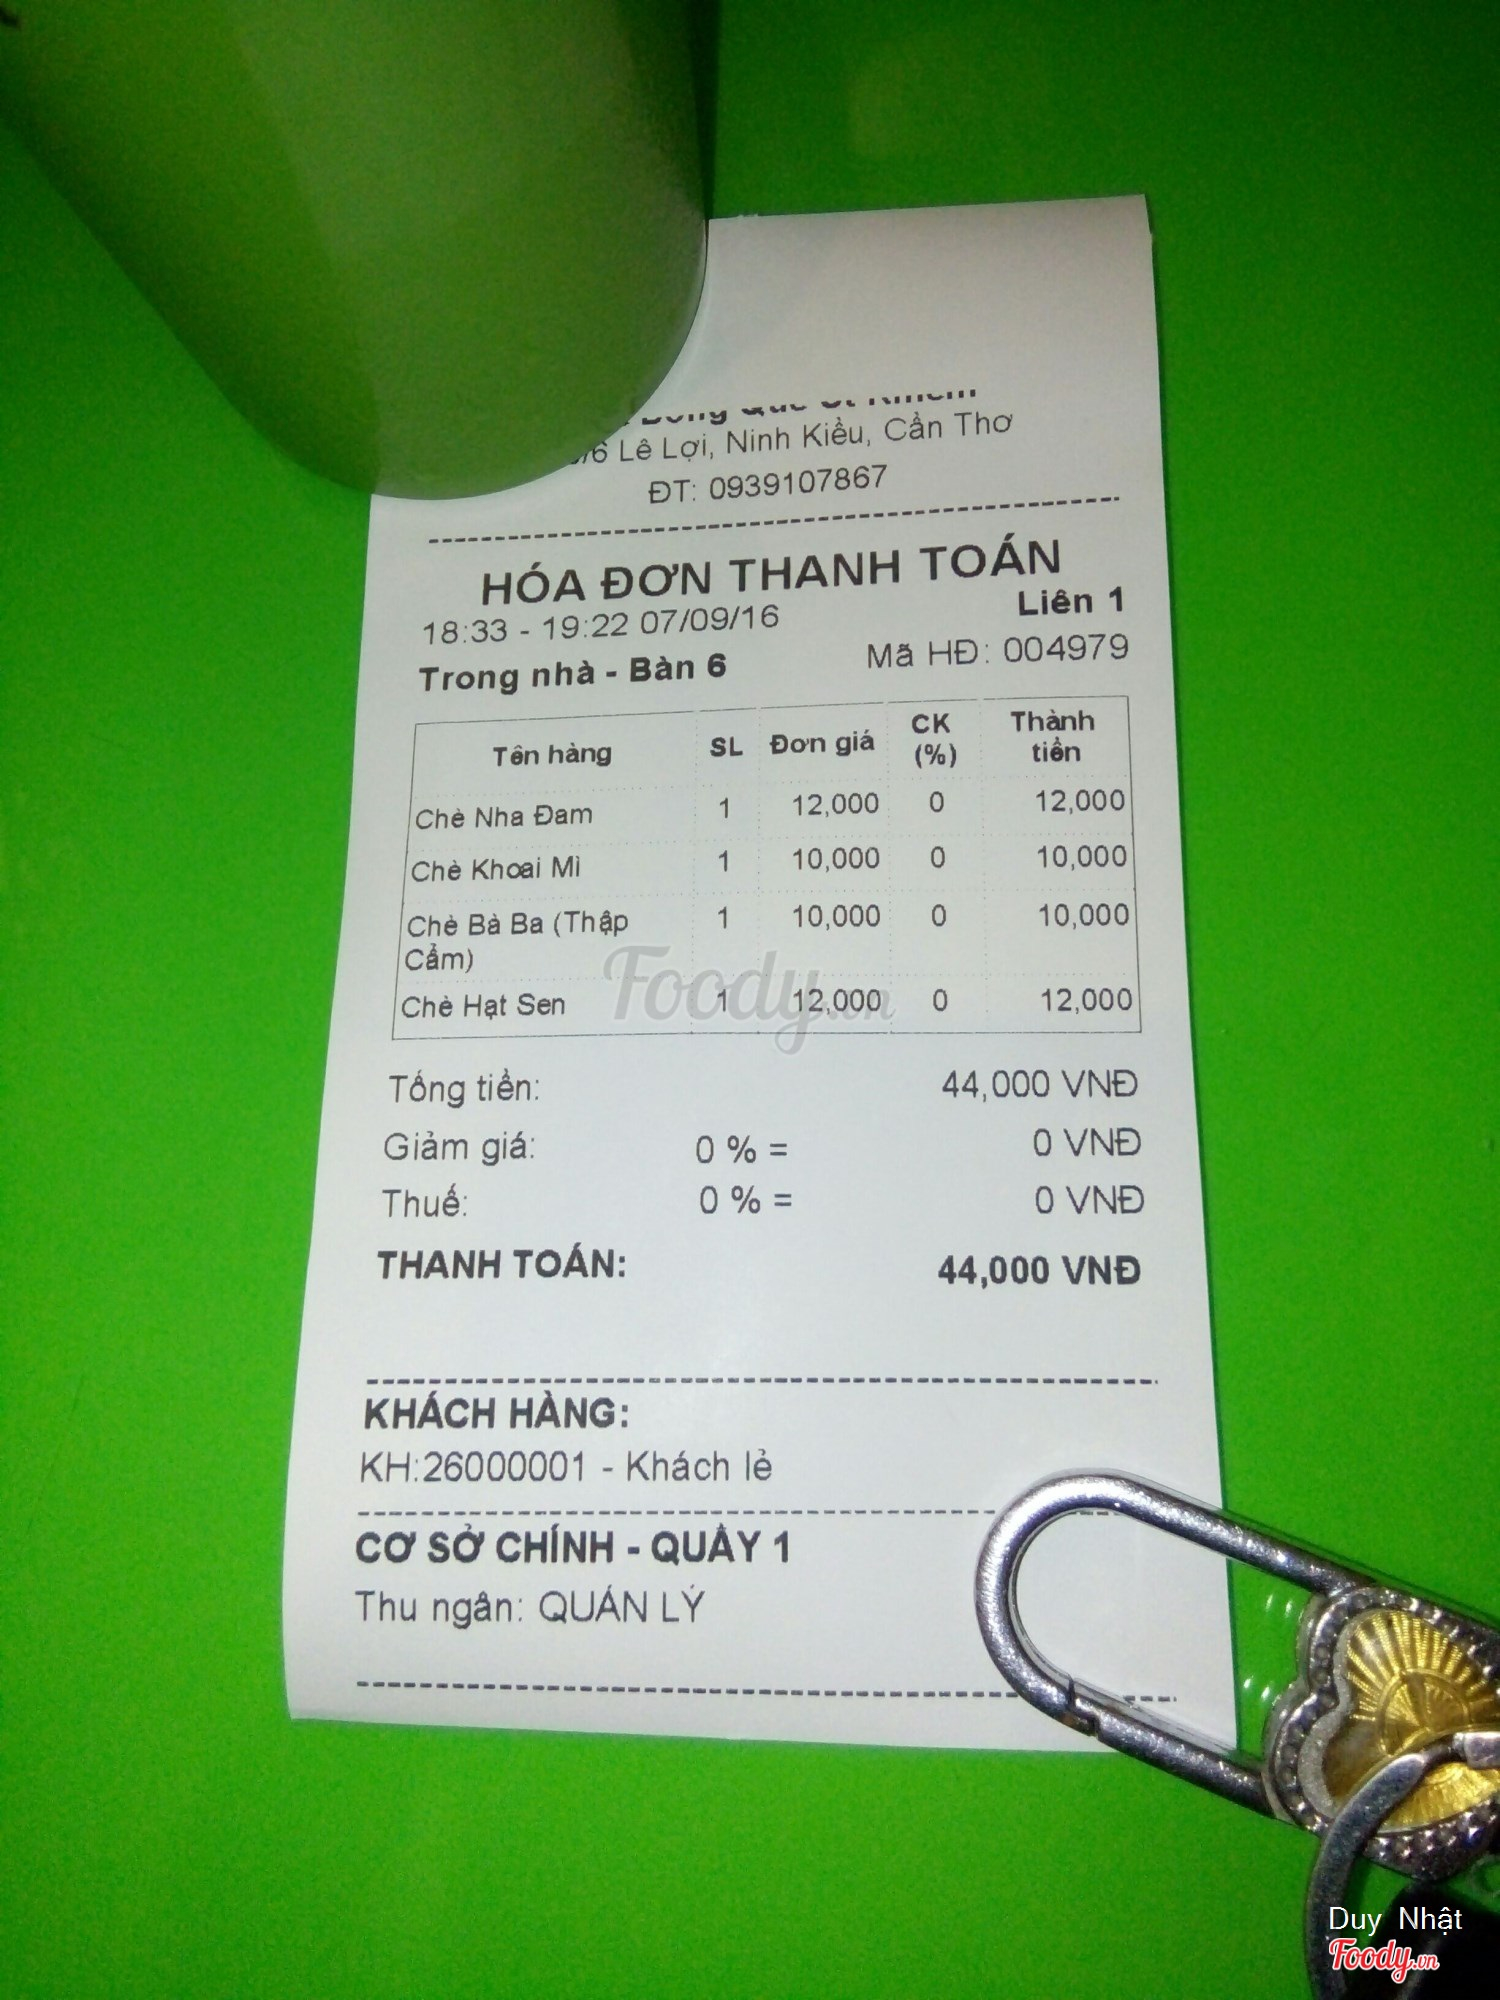 Lê Lợi, Ninh Kiều, Cần Thơ
ĐT: 0939107867
HÓA ĐƠN THANH TOÁN
18:33 - 19:22 07/09/16 Liên 1
Trong nhà - Bàn 6 Mã HĐ: 004979
Tên hàng SL Đơn giá CK (%) Thành tiền
Chè Nha Đam 1 12,000 0 12,000
Chè Khoai Mì 1 10,000 0 10,000
Chè Bà Ba (Thập 1 10,000 0 10,000
Cẩm)
Chè Hạt Sen 1 12,000 0 12,000
Foody.vn
Tổng tiền: 44,000 VNĐ
Giảm giá: 0 % = 0 VNĐ
Thuế: 0 % = 0 VNĐ
THANH TOÁN: 44,000 VNĐ
KHÁCH HÀNG:
KH:26000001 - Khách lẻ
CƠ SỞ CHÍNH - QUẦY 1
Thu ngân: QUẢN LÝ
Duy Nhật
Foody.vn